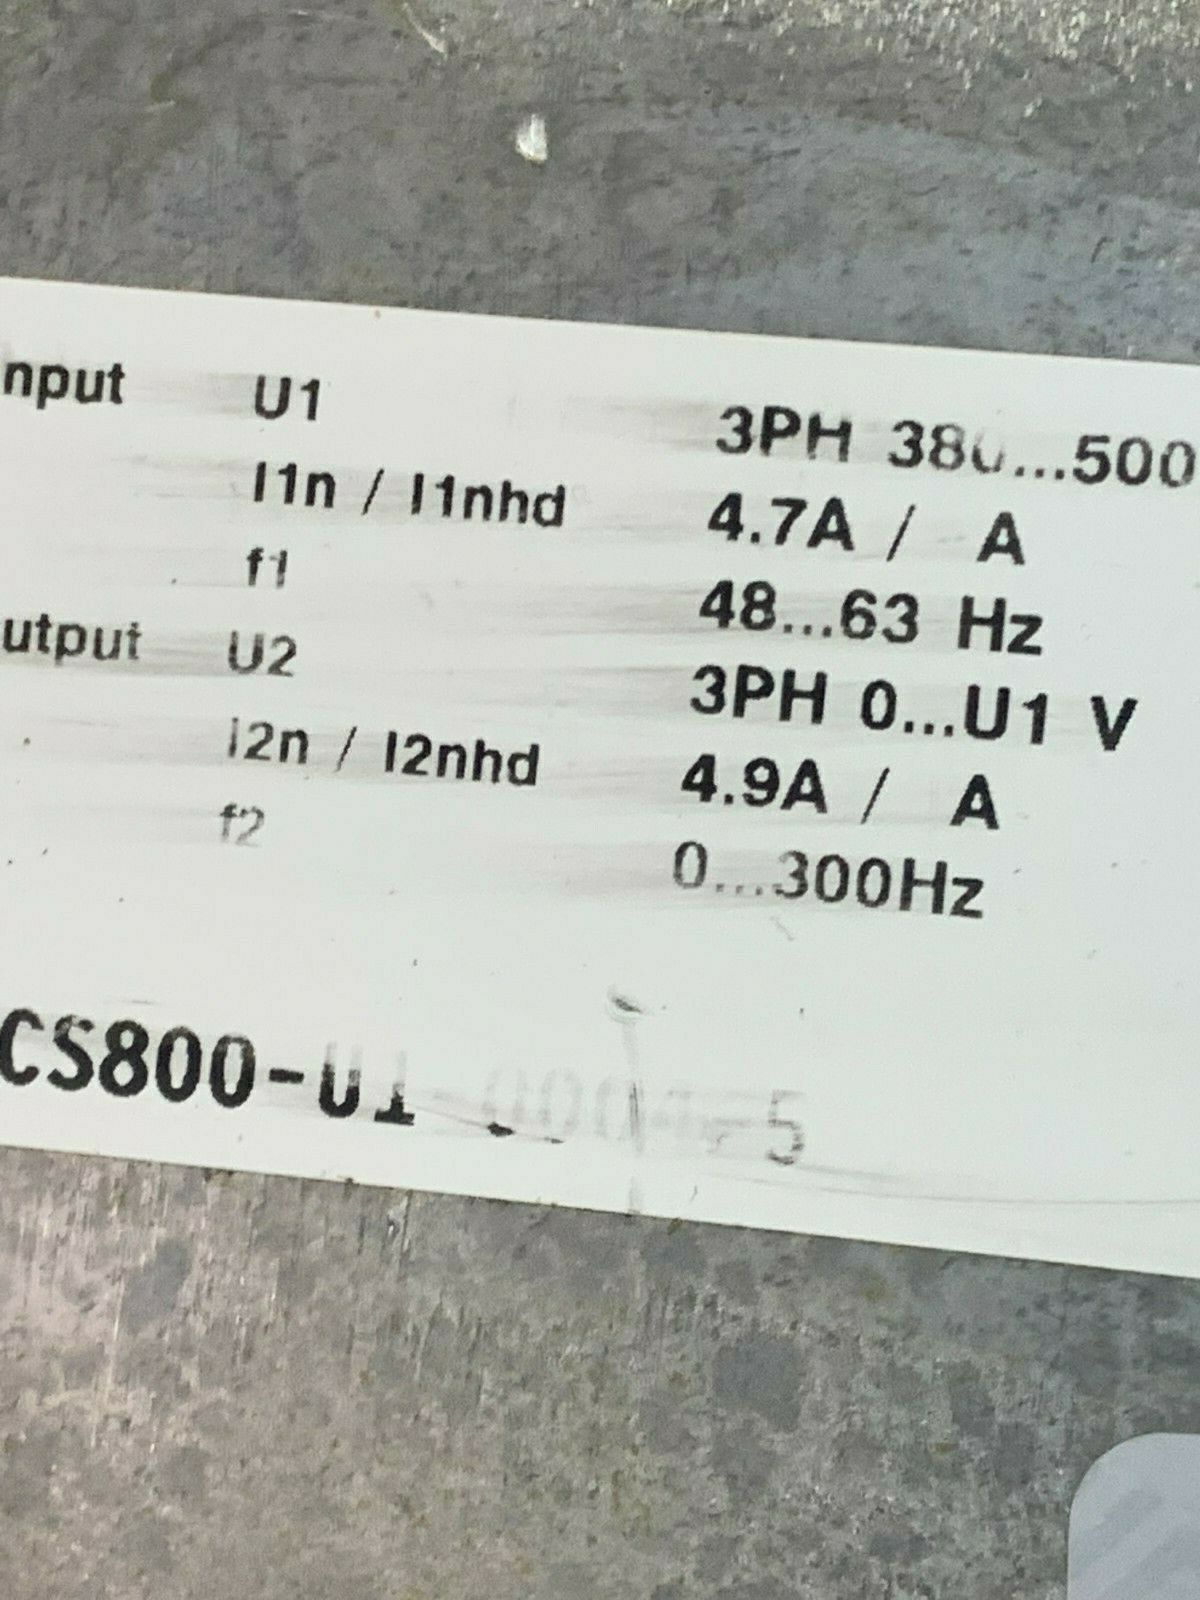 nput U1 3PH 380...500
I1n / I1nhd 4.7A / A
f1 48...63 Hz
utput U2 3PH 0...U1 V
I2n / I2nhd 4.9A / A
f2 0...300Hz
CS800-U1